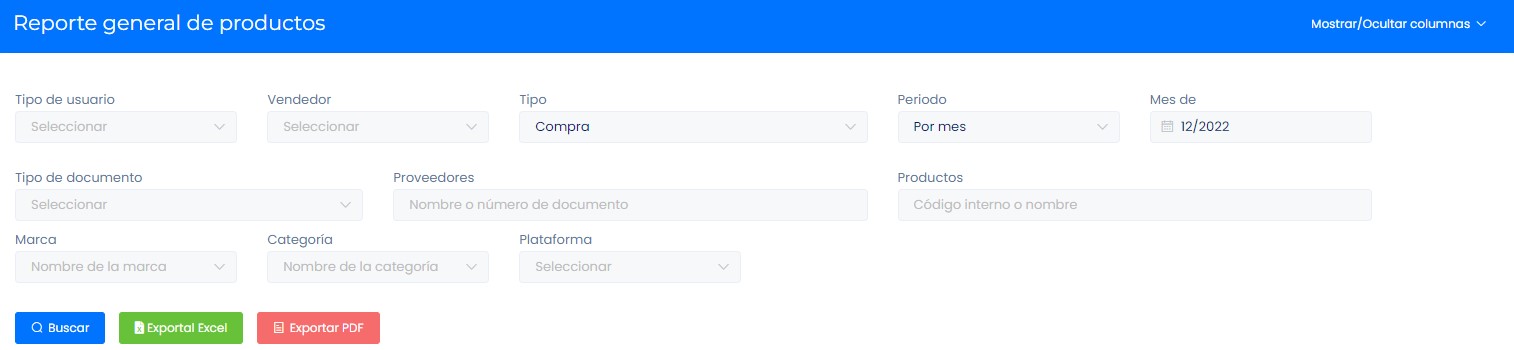 Reporte general de productos
Mostrar/Ocultar columnas
Tipo de usuario Vendedor Tipo Periodo Mes de
Seleccionar Seleccionar Compra Por mes 12/2022
Tipo de documento Proveedores Productos
Seleccionar Nombre o número de documento Código interno o nombre
Marca Categoría Plataforma
Nombre de la marca Nombre de la categoría Seleccionar
Buscar Exportal Excel Exportar PDF